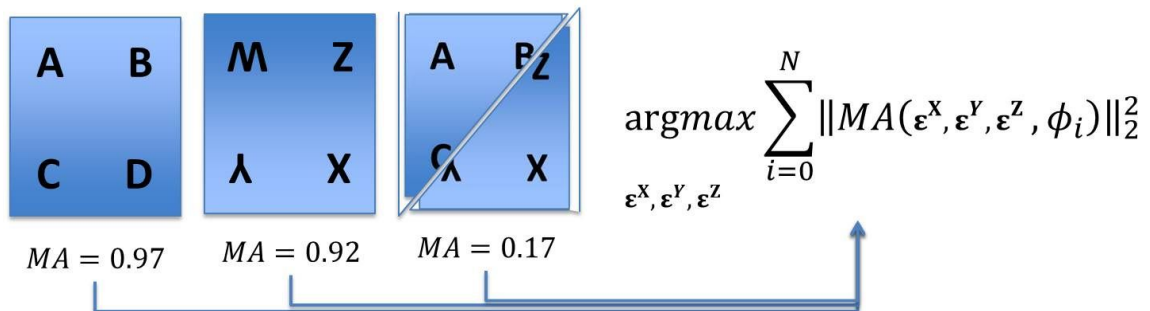 A B
C D
MA = 0.97
W Z
Y X
MA = 0.92
A B Z
C Y X
MA = 0.17
argmax ∑_{i=0}^{N} ‖MA(ε^X, ε^Y, ε^Z, ϕ_i)‖_2^2
ε^X, ε^Y, ε^Z